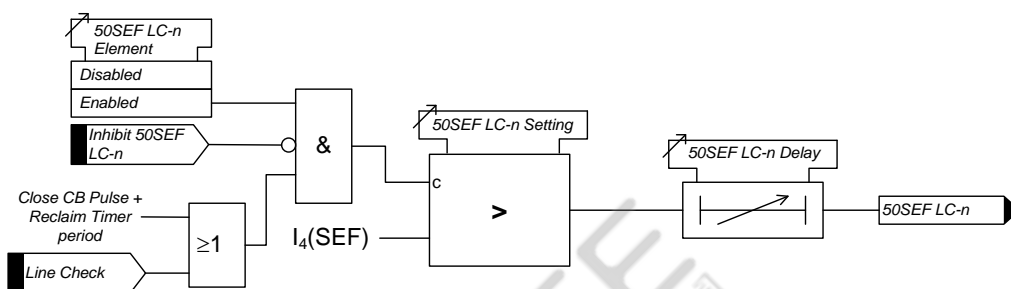 50SEF LC-n
Element
Disabled
Enabled
Inhibit 50SEF
LC-n
Close CB Pulse +
Reclaim Timer
period
Line Check
≥1
&
50SEF LC-n Setting
c
>
I₄(SEF)
50SEF LC-n Delay
50SEF LC-n